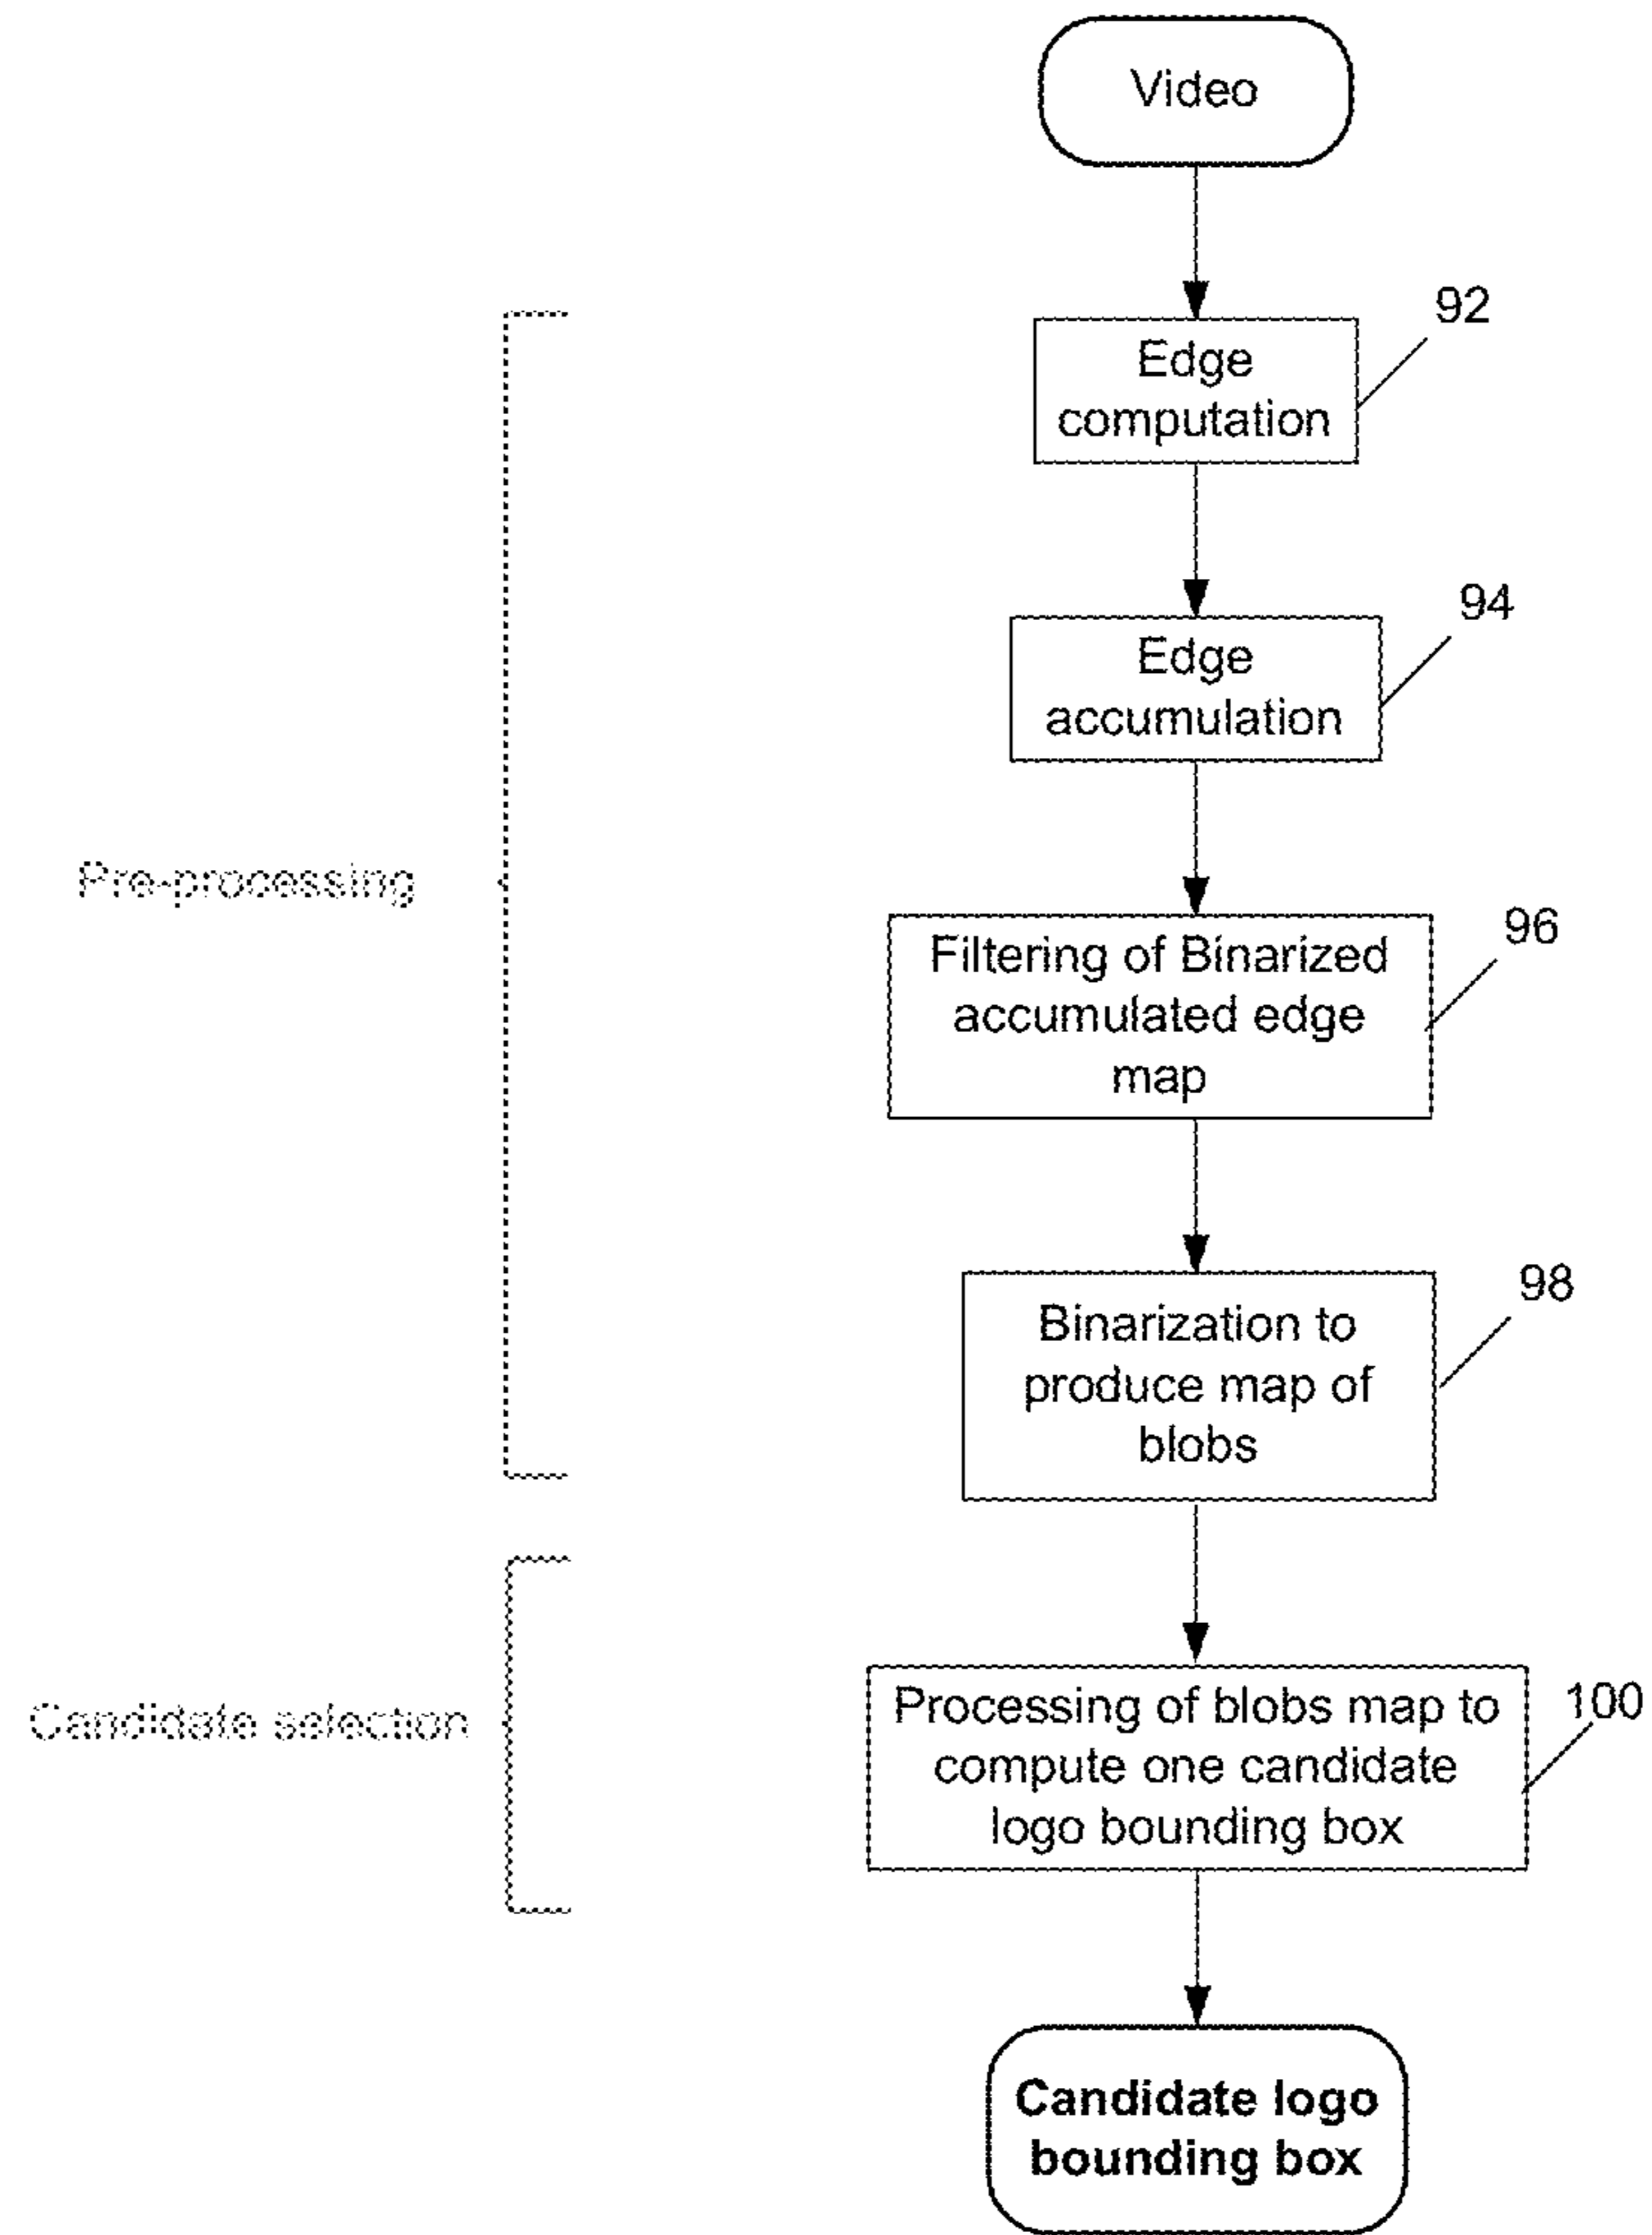 Video
92
Edge
computation
94
Edge
accumulation
Pre-processing
96
Filtering of Binarized
accumulated edge
map
98
Binarization to
produce map of
blobs
Candidate selection
100
Processing of blobs map to
compute one candidate
logo bounding box
Candidate logo
bounding box